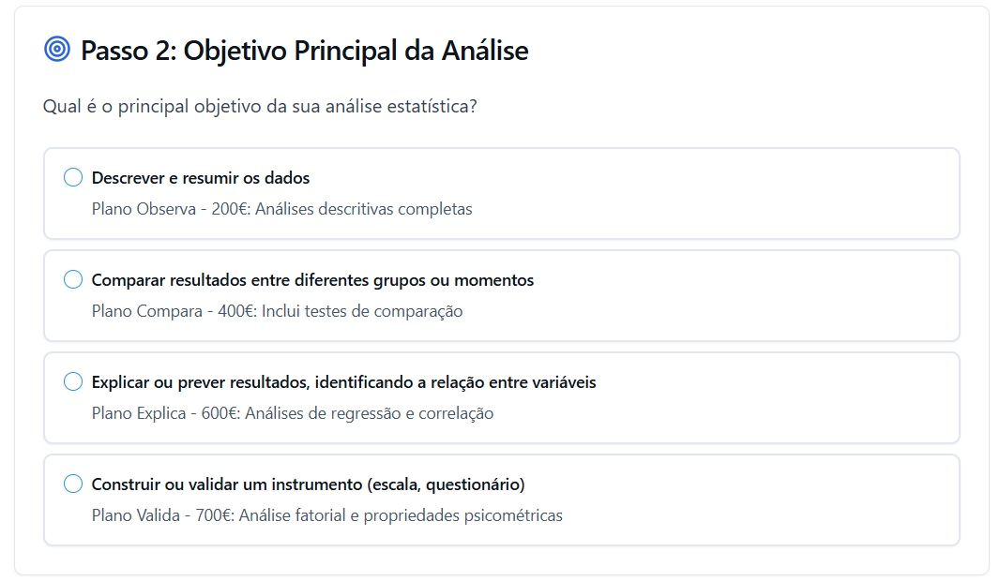 Passo 2: Objetivo Principal da Análise
Qual é o principal objetivo da sua análise estatística?
Descrever e resumir os dados
Plano Observa - 200€: Análises descritivas completas
Comparar resultados entre diferentes grupos ou momentos
Plano Compara - 400€: Inclui testes de comparação
Explicar ou prever resultados, identificando a relação entre variáveis
Plano Explica - 600€: Análises de regressão e correlação
Construir ou validar um instrumento (escala, questionário)
Plano Valida - 700€: Análise fatorial e propriedades psicométricas